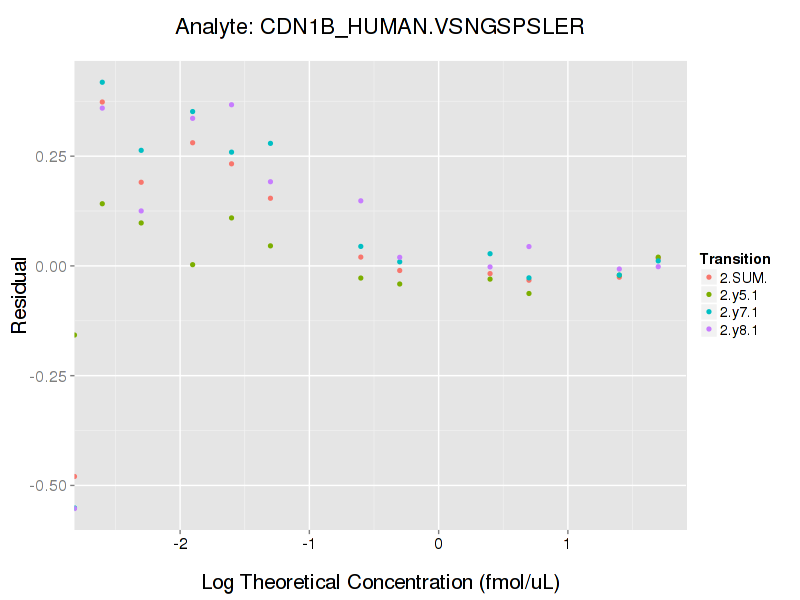 Analyte: CDN1B_HUMAN.VSNGSPSLER
Residual
0.25
0.00
-0.25
-0.50
-2
-1
0
1
Log Theoretical Concentration (fmol/uL)
Transition
2.SUM.
2.y5.1
2.y7.1
2.y8.1